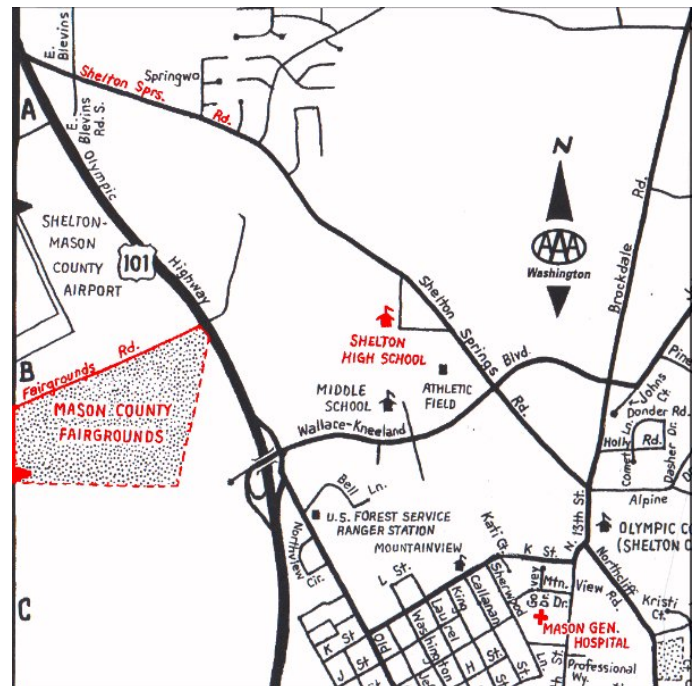 E. Blevins
Shelton Sprs. Rd.
Springwo
A
E. Blevins Rd. S.
Olympic Highway
SHELTON-
MASON
COUNTY
AIRPORT
101
N
AAA
Washington
Brockdale Rd.
Shelton Springs Rd.
SHELTON
HIGH SCHOOL
B
Fairgrounds Rd.
MASON COUNTY
FAIRGROUNDS
MIDDLE
SCHOOL
ATHLETIC
FIELD
Wallace-Kneeland Blvd.
Pine
Johns Ct.
Donder Rd.
Holly Ln.
Rd.
Comet
Dasher Dr.
Bell Ln.
Alpine
U.S. FOREST SERVICE
RANGER STATION
MOUNTAINVIEW
Northview Cir.
N. 13th St.
OLYMPIC C
(SHELTON C
Kati Ct.
K St.
Northcliff Rd.
L St.
Callanan
King
Laurel
Washington
Sherwood Ln.
Mtn. View
Dr.
Kristi Ct.
MASON GEN.
HOSPITAL
C
K St
J St
Old
H St
St.
Professional
Wy.